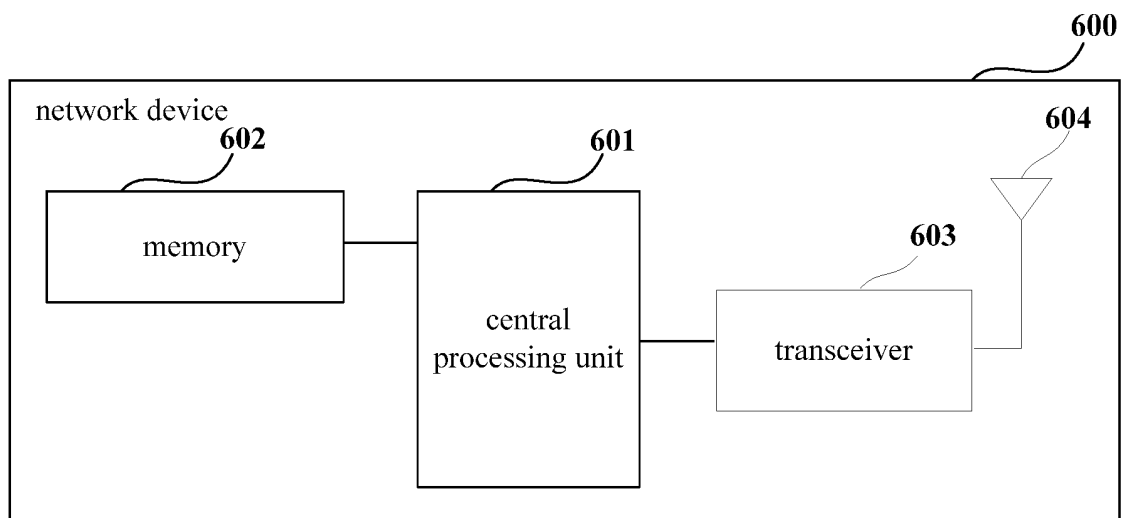 600
network device
602
601
604
memory
603
central
processing unit
transceiver